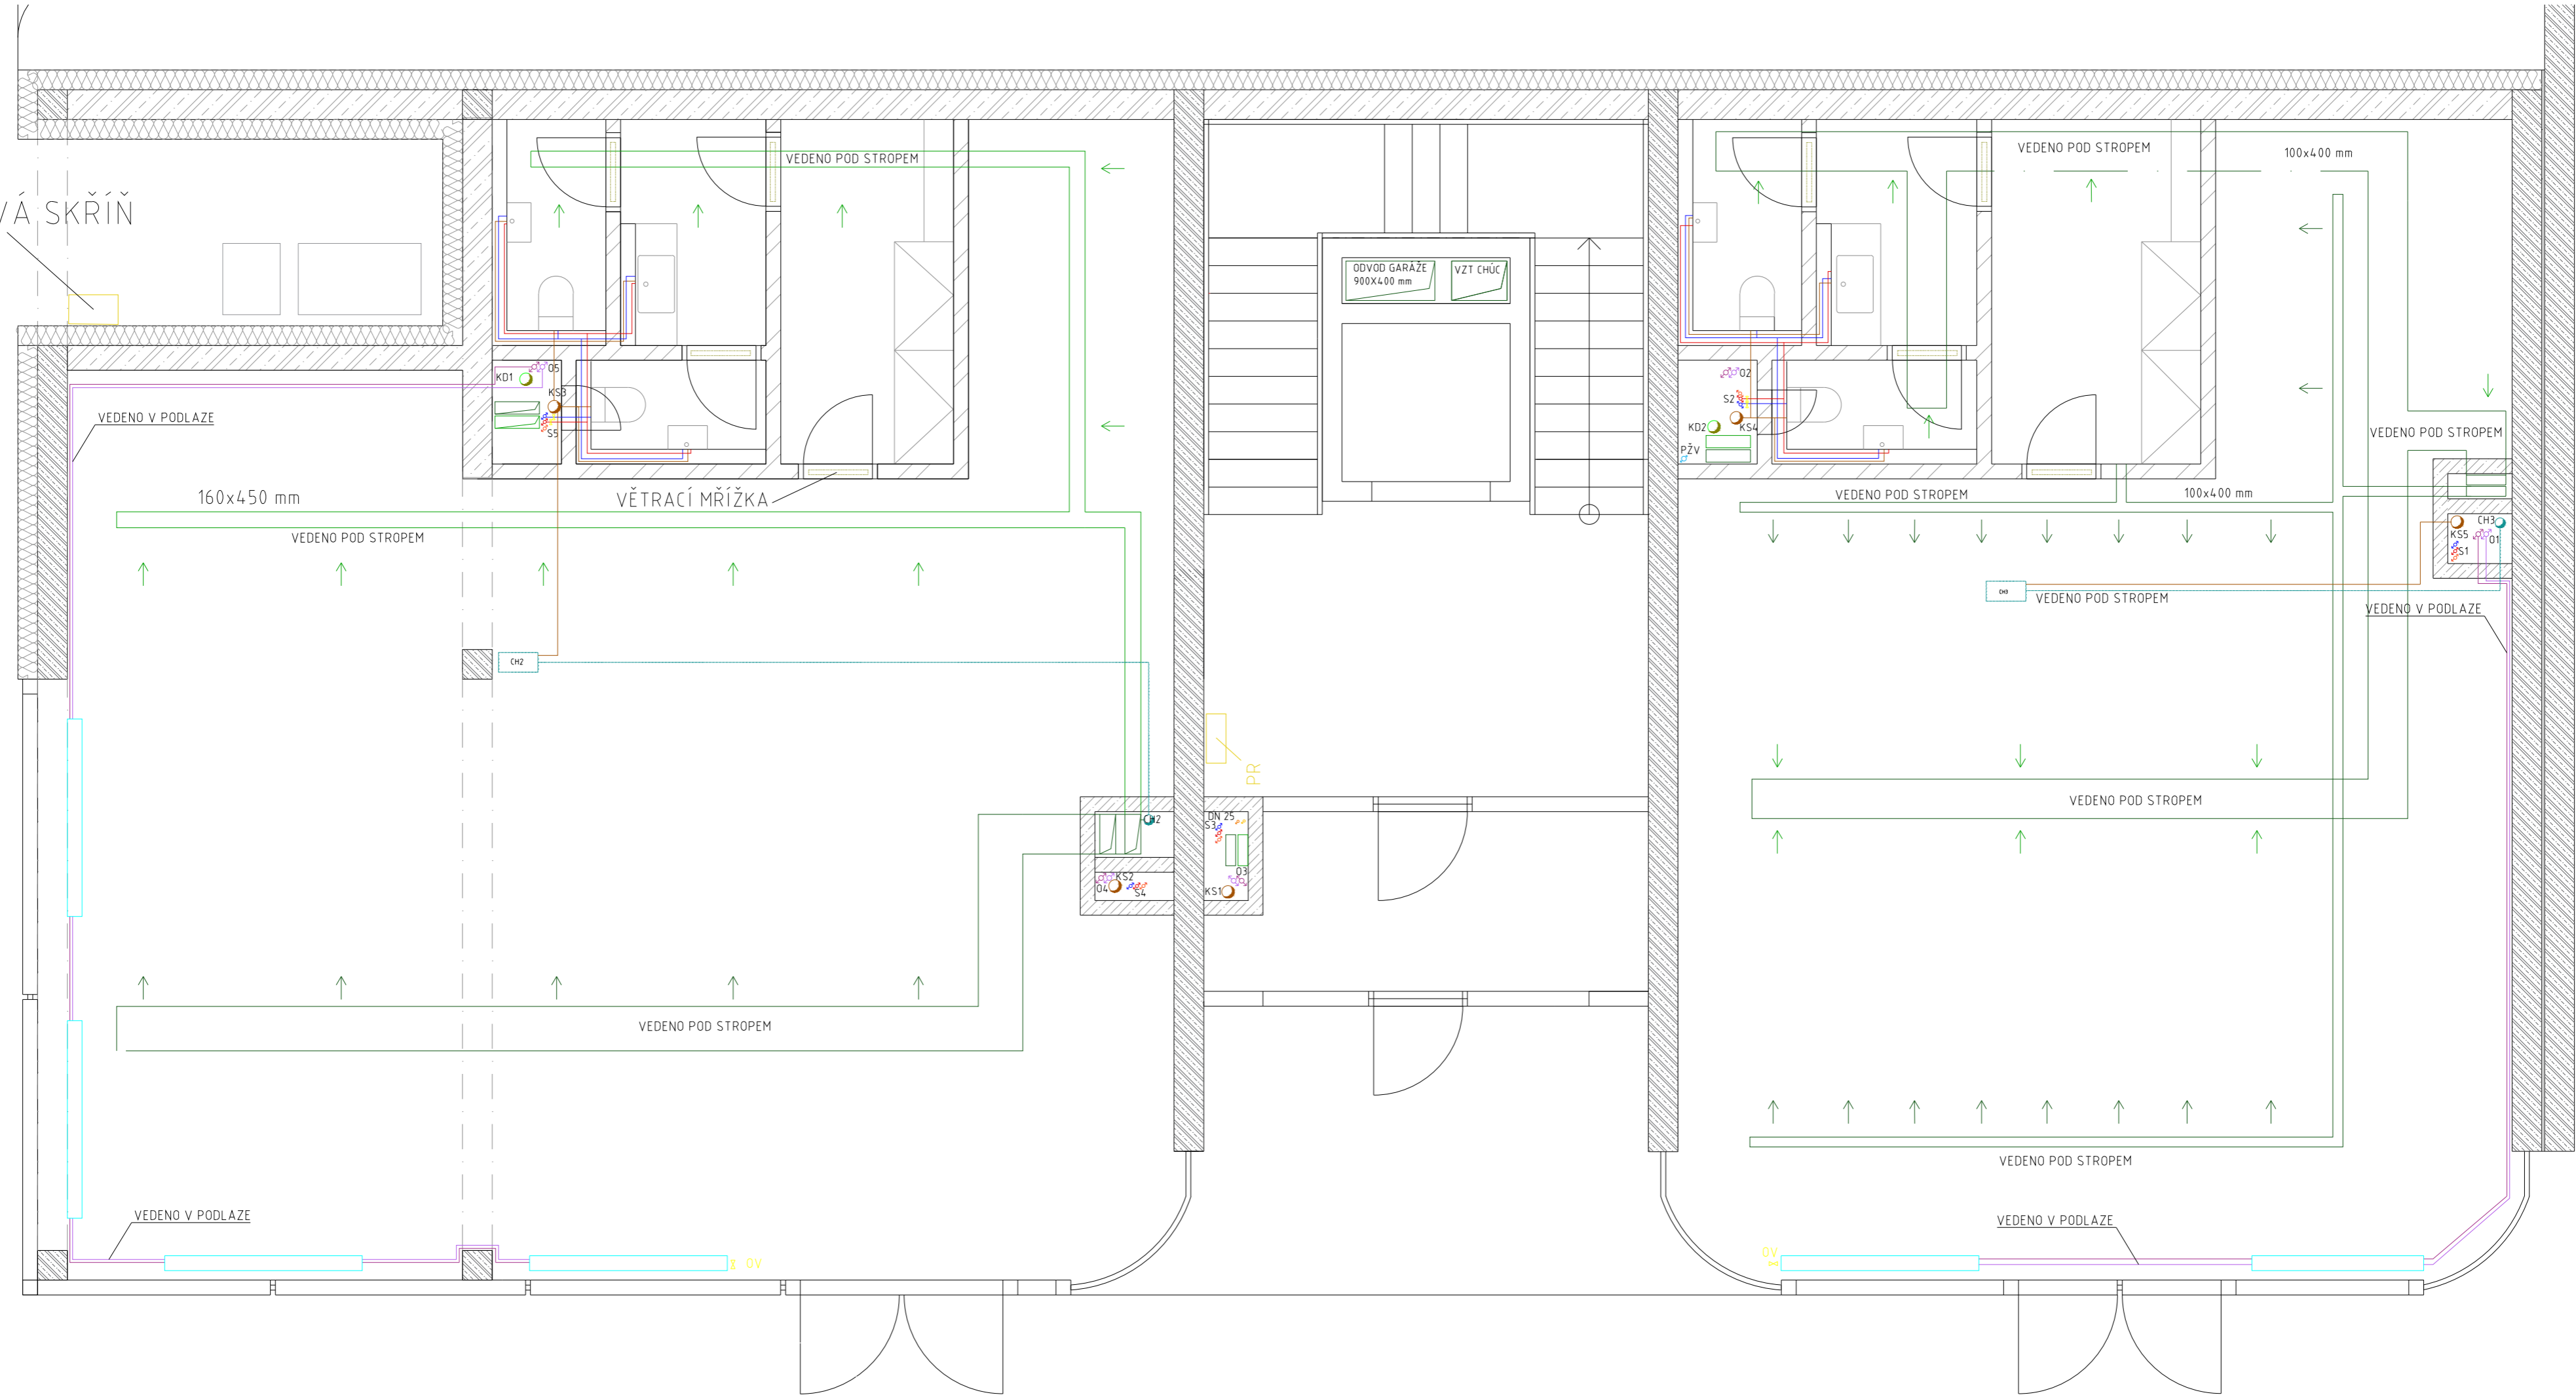 VEDENO POD STROPEM
VEDENO POD STROPEM
100x400 mm
VÁ SKŘÍŇ
ODVOD GARÁŽE
900X400 mm
VZT CHÚC
KD1
O5
KS3
S5
O2
S2
KD2
KS4
PŽV
VEDENO V PODLAZE
VEDENO POD STROPEM
160x450 mm
VĚTRACÍ MŘÍŽKA
VEDENO POD STROPEM
100x400 mm
VEDENO POD STROPEM
CH3
KS5
O1
S1
CH3
VEDENO POD STROPEM
VEDENO V PODLAZE
CH2
PR
VEDENO POD STROPEM
CH2
DN 25
S3
O3
KS2
O4
S4
KS1
VEDENO POD STROPEM
VEDENO POD STROPEM
VEDENO V PODLAZE
VEDENO V PODLAZE
OV
OV